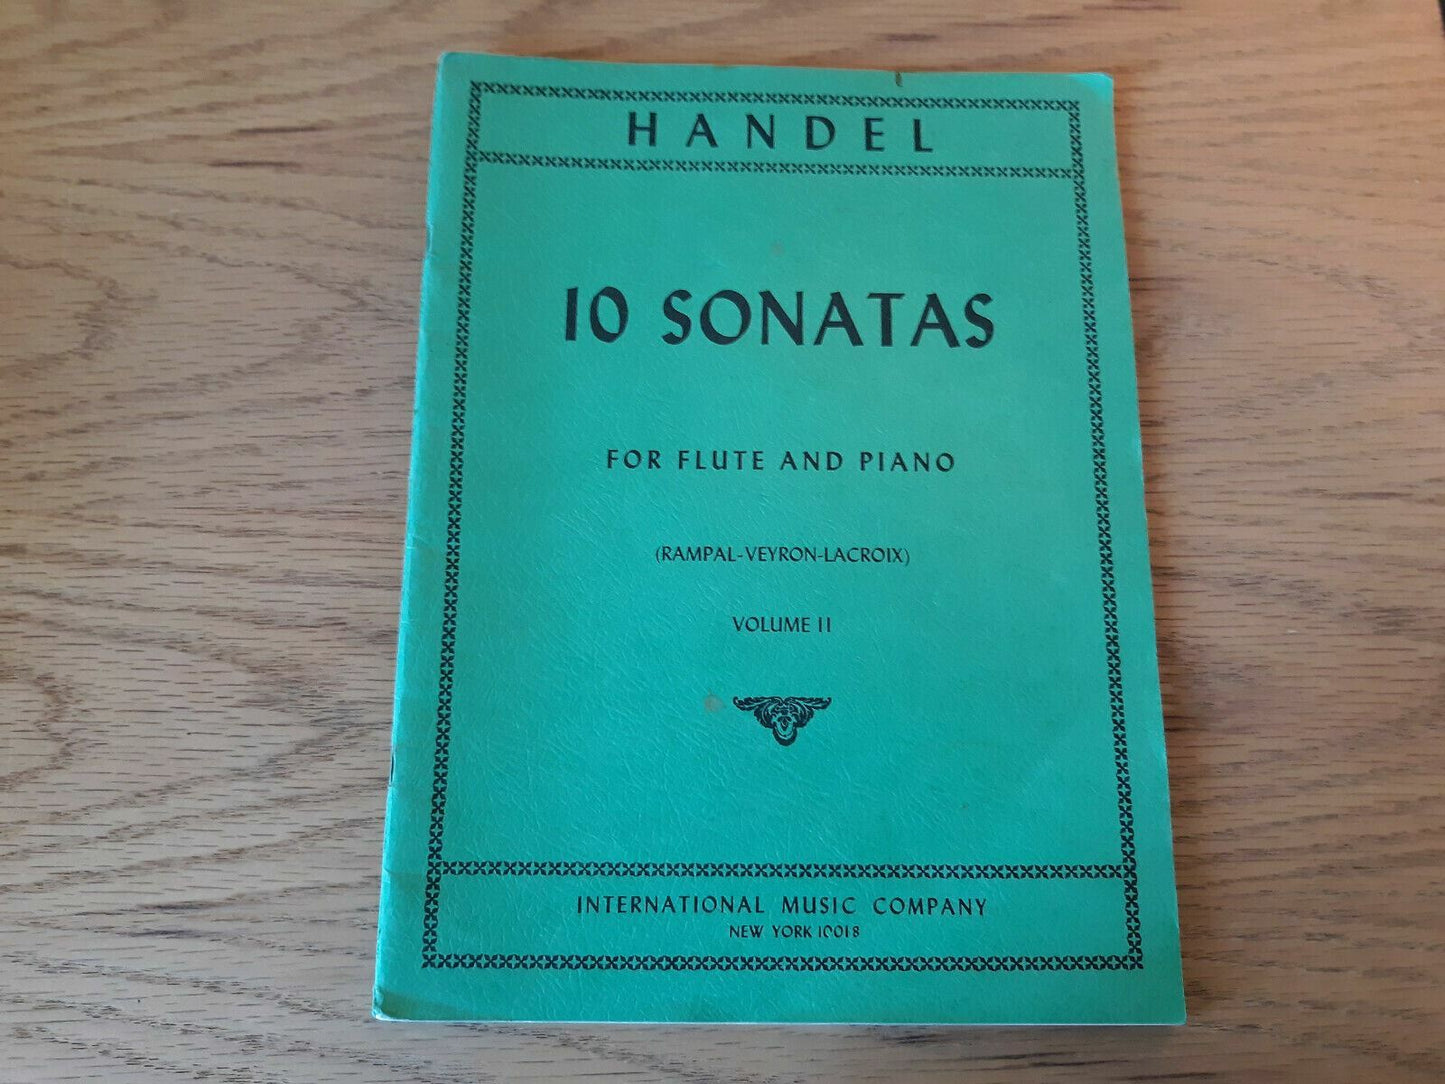 HANDEL
10 SONATAS
FOR FLUTE AND PIANO
(RAMPAL-VEYRON-LACROIX)
VOLUME II
INTERNATIONAL MUSIC COMPANY
NEW YORK 10018